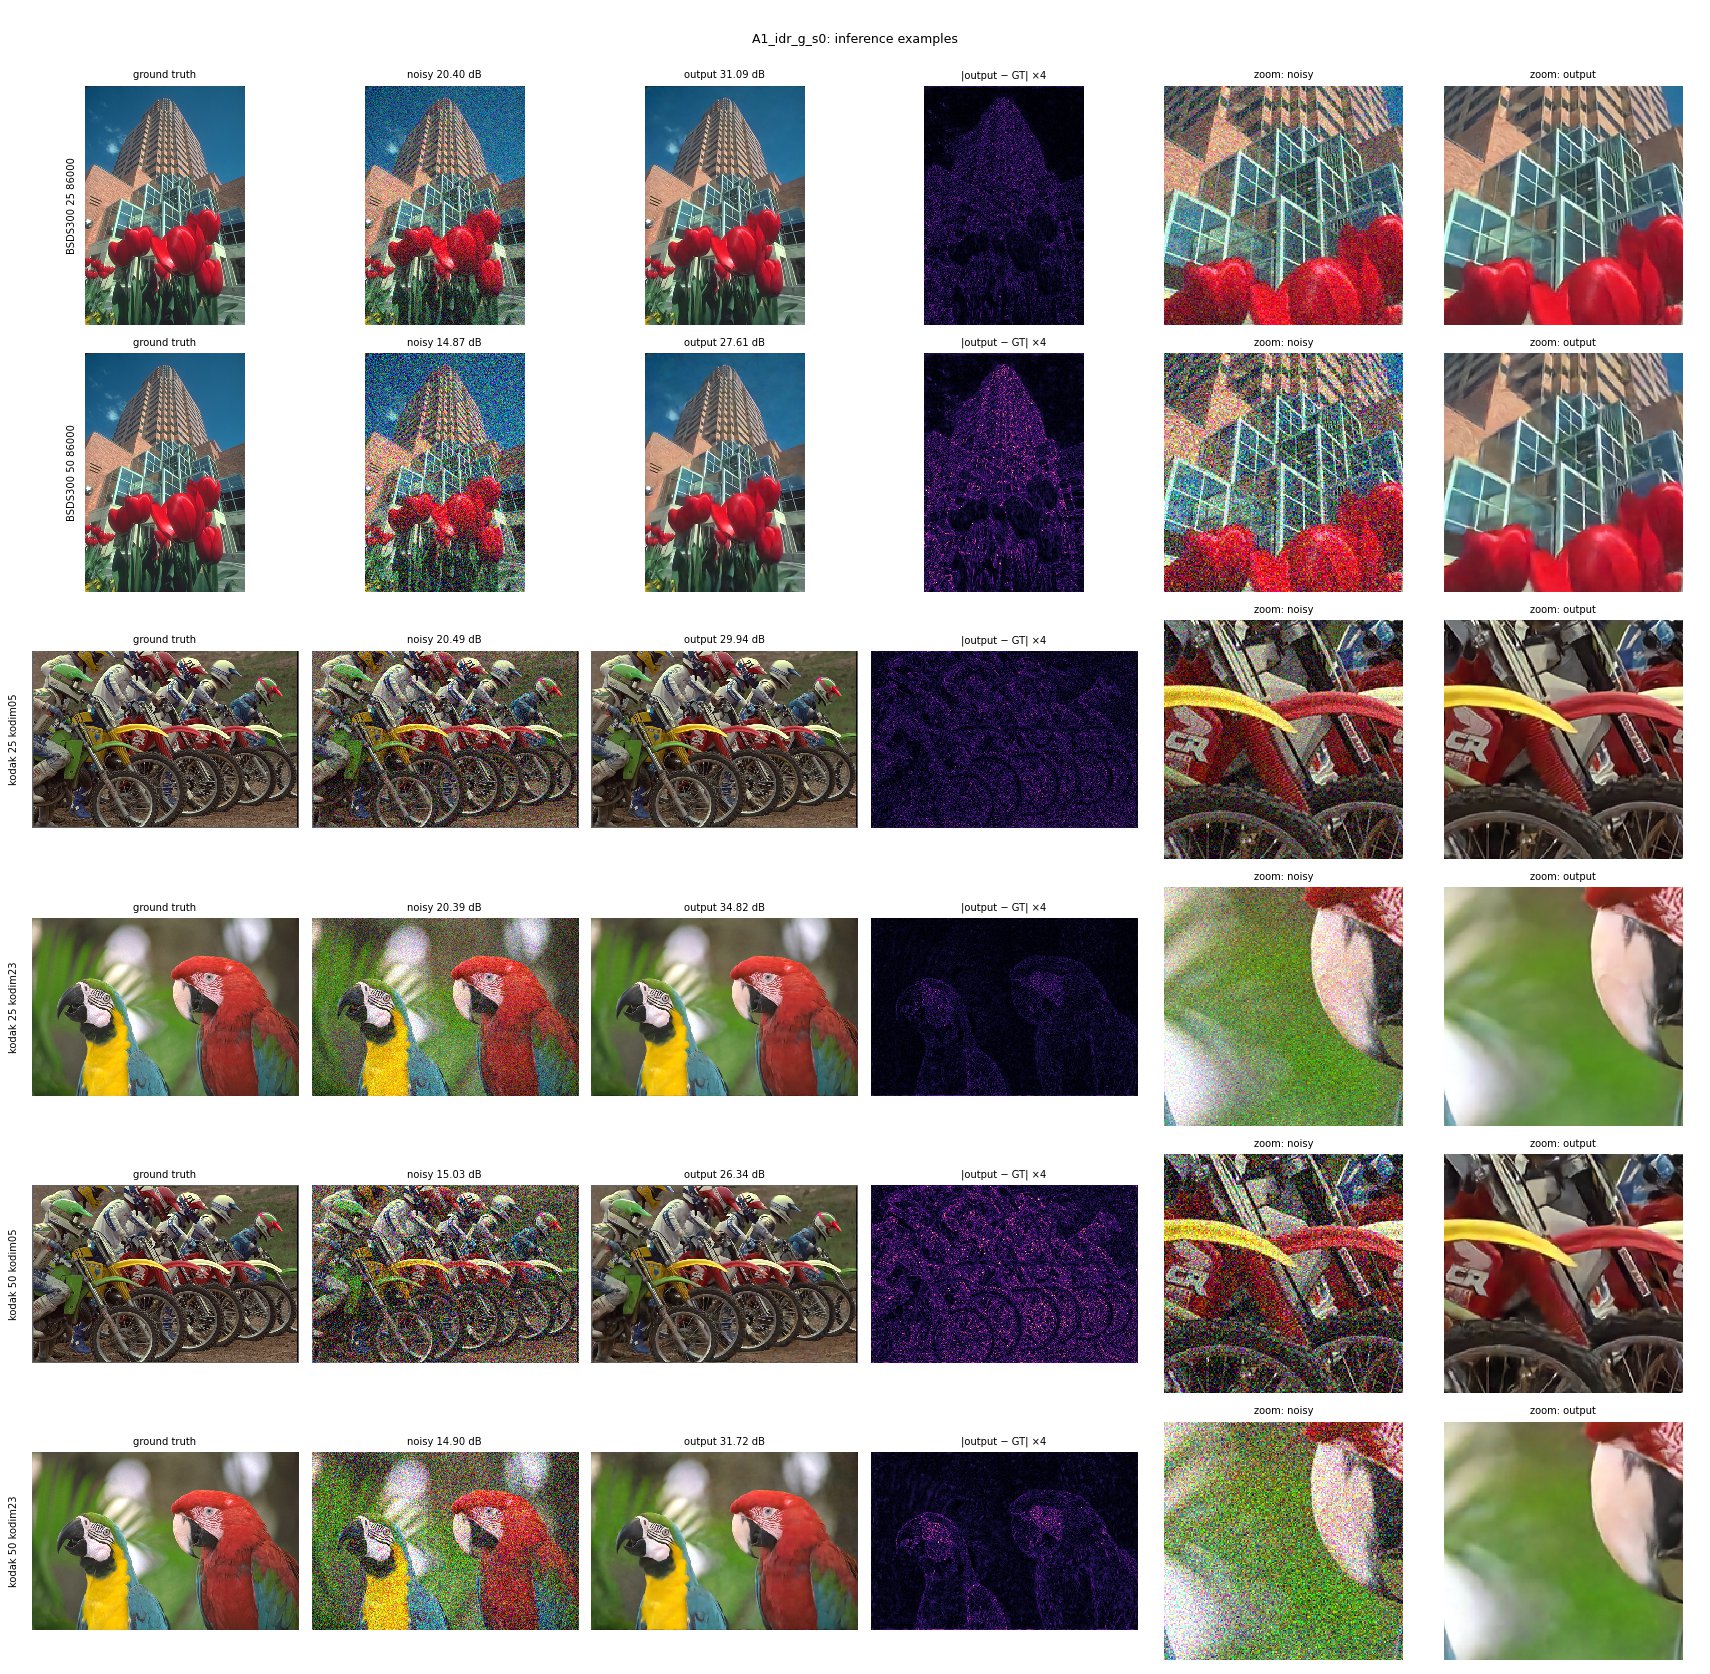 A1_idr_g_s0: inference examples
ground truth
noisy 20.40 dB
output 31.09 dB
|output − GT| ×4
zoom: noisy
zoom: output
BSDS300 25 86000
ground truth
noisy 14.87 dB
output 27.61 dB
|output − GT| ×4
zoom: noisy
zoom: output
BSDS300 50 86000
ground truth
noisy 20.49 dB
output 29.94 dB
|output − GT| ×4
zoom: noisy
zoom: output
kodak 25 kodim05
CR
CR
ground truth
noisy 20.39 dB
output 34.82 dB
|output − GT| ×4
zoom: noisy
zoom: output
kodak 25 kodim23
ground truth
noisy 15.03 dB
output 26.34 dB
|output − GT| ×4
zoom: noisy
zoom: output
kodak 50 kodim05
CR
CR
ground truth
noisy 14.90 dB
output 31.72 dB
|output − GT| ×4
zoom: noisy
zoom: output
kodak 50 kodim23